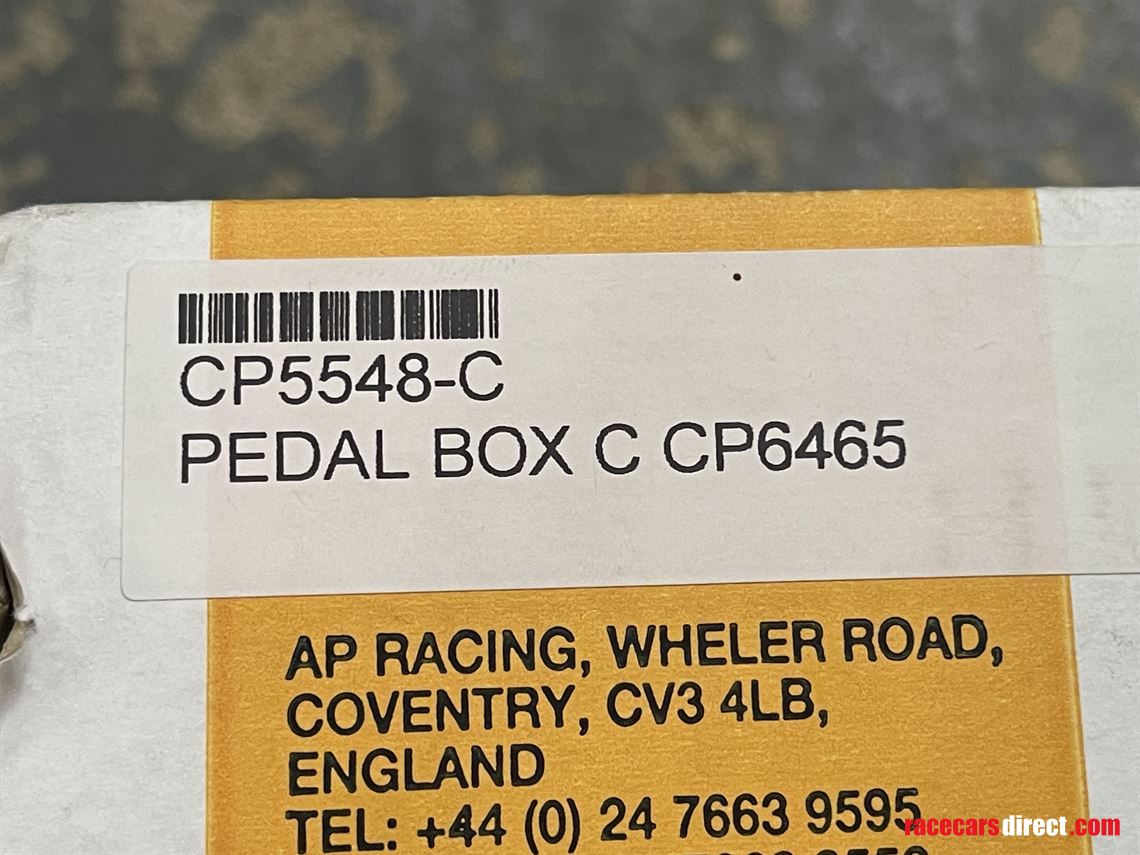 CP5548-C
PEDAL BOX C CP6465
AP RACING, WHELER ROAD,
COVENTRY, CV3 4LB,
ENGLAND
TEL: +44 (0) 24 7663 9595
racecarsdirect.com